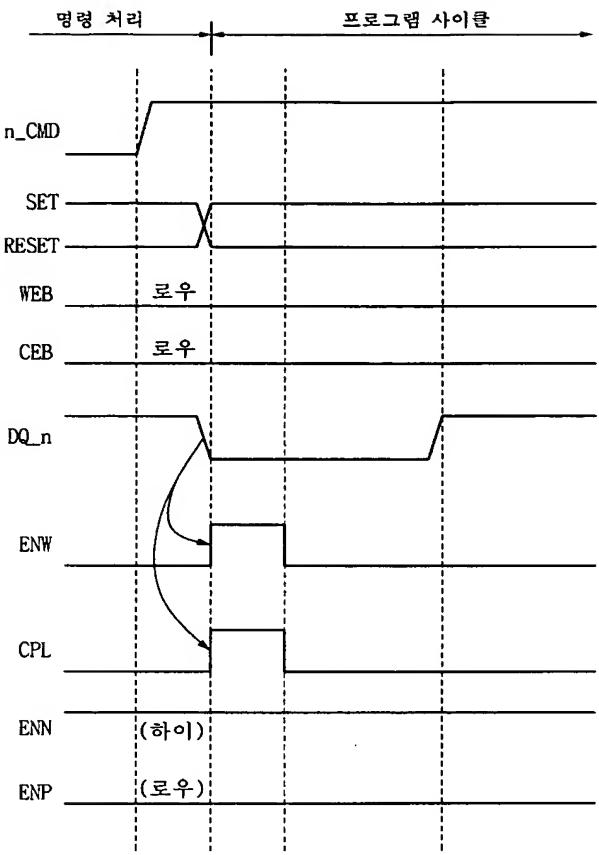 명령 처리
프로그램 사이클
n_CMD
SET
RESET
WEB
로우
CEB
로우
DQ_n
ENW
CPL
ENN
(하이)
ENP
(로우)